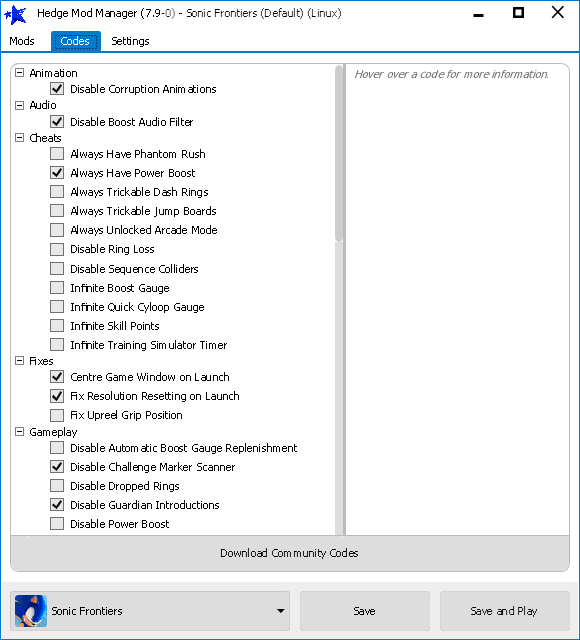 Hedge Mod Manager (7.9-0) - Sonic Frontiers (Default) (Linux)
Mods
Codes
Settings
Animation
Disable Corruption Animations
Audio
Disable Boost Audio Filter
Cheats
Always Have Phantom Rush
Always Have Power Boost
Always Trickable Dash Rings
Always Trickable Jump Boards
Always Unlocked Arcade Mode
Disable Ring Loss
Disable Sequence Colliders
Infinite Boost Gauge
Infinite Quick Cyloop Gauge
Infinite Skill Points
Infinite Training Simulator Timer
Fixes
Centre Game Window on Launch
Fix Resolution Resetting on Launch
Fix Upreel Grip Position
Gameplay
Disable Automatic Boost Gauge Replenishment
Disable Challenge Marker Scanner
Disable Dropped Rings
Disable Guardian Introductions
Disable Power Boost
Hover over a code for more information.
Download Community Codes
Sonic Frontiers
Save
Save and Play